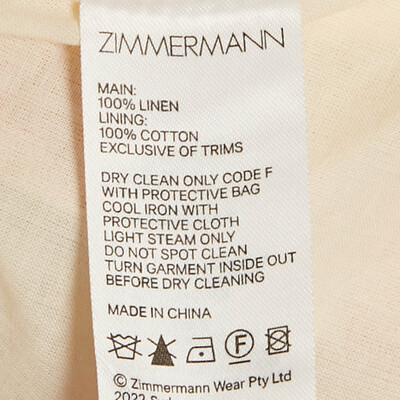 ZIMMERMANN
MAIN:
100% LINEN
LINING:
100% COTTON
EXCLUSIVE OF TRIMS
DRY CLEAN ONLY CODE F
WITH PROTECTIVE BAG
COOL IRON WITH
PROTECTIVE CLOTH
LIGHT STEAM ONLY
DO NOT SPOT CLEAN
TURN GARMENT INSIDE OUT
BEFORE DRY CLEANING
MADE IN CHINA
F
© Zimmermann Wear Pty Ltd
2022